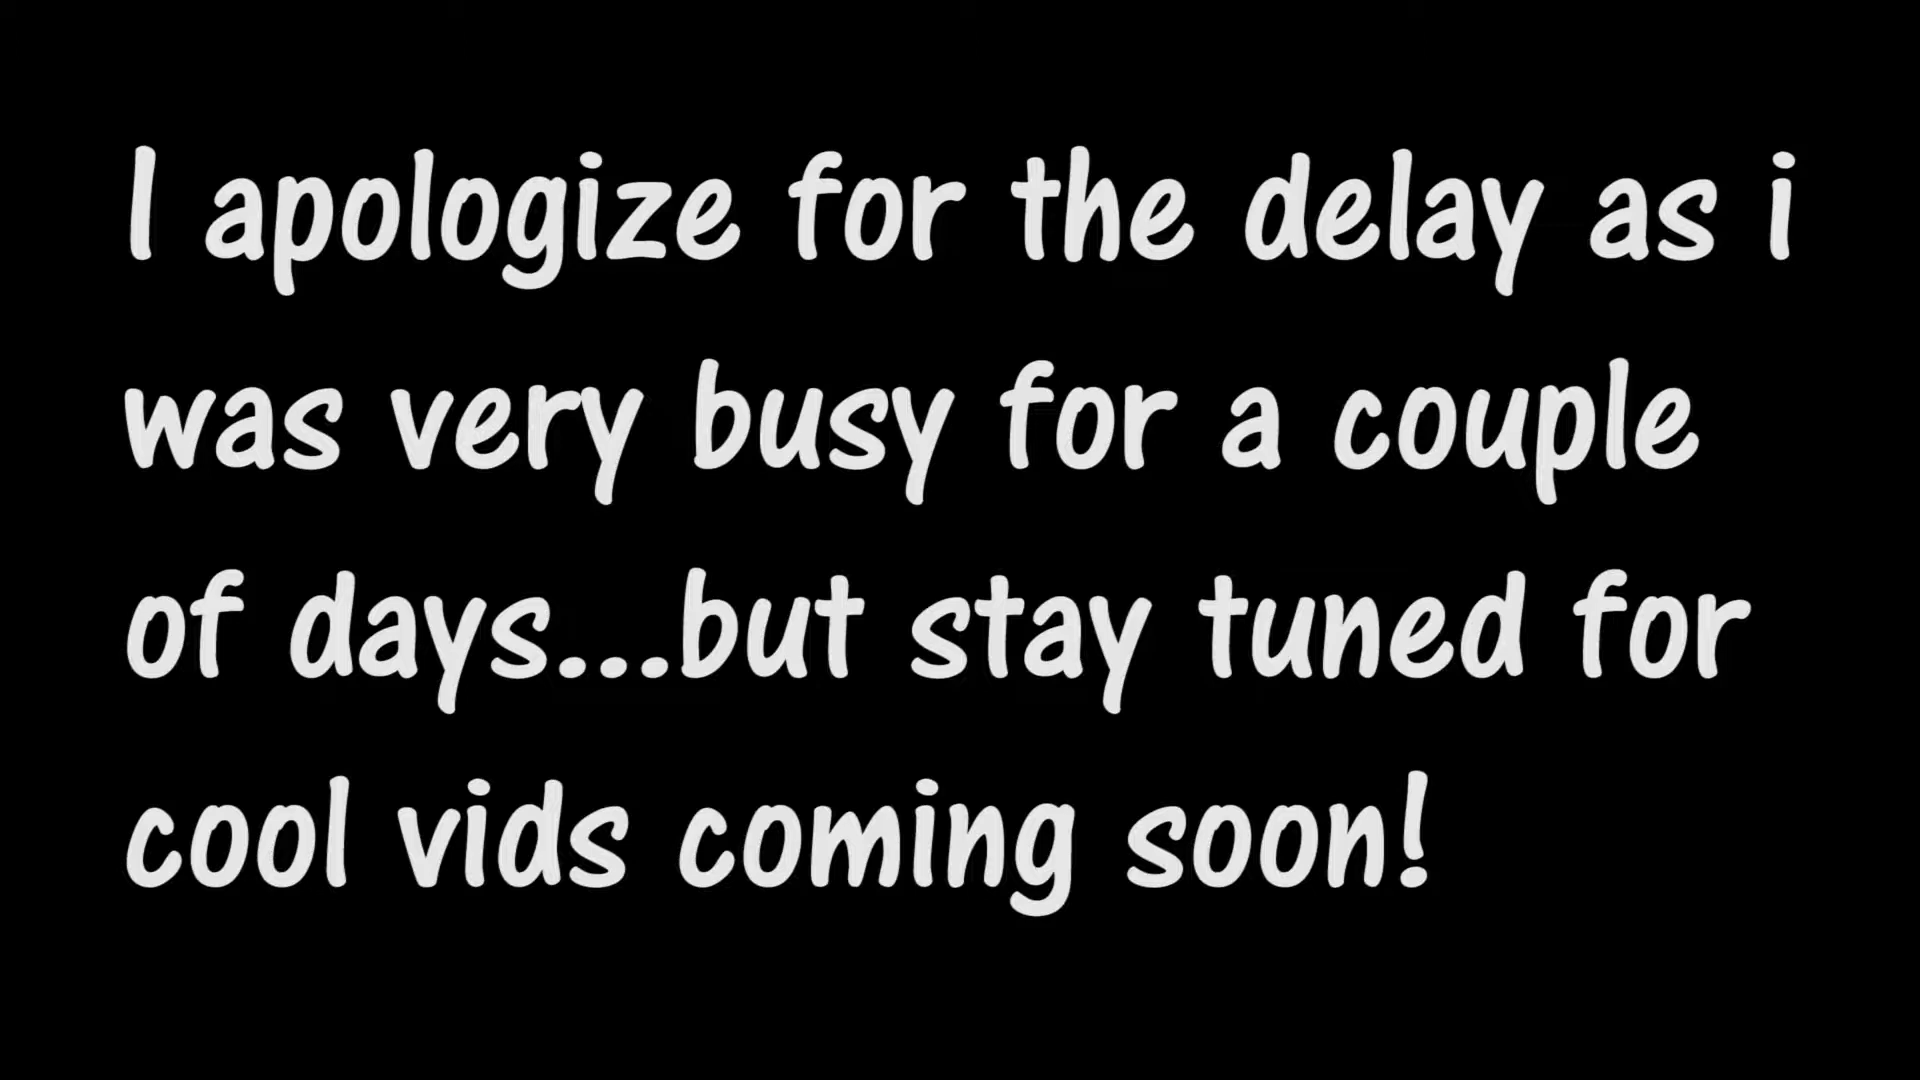 I apologize for the delay as i
was very busy for a couple
of days...but stay tuned for
cool vids coming soon!